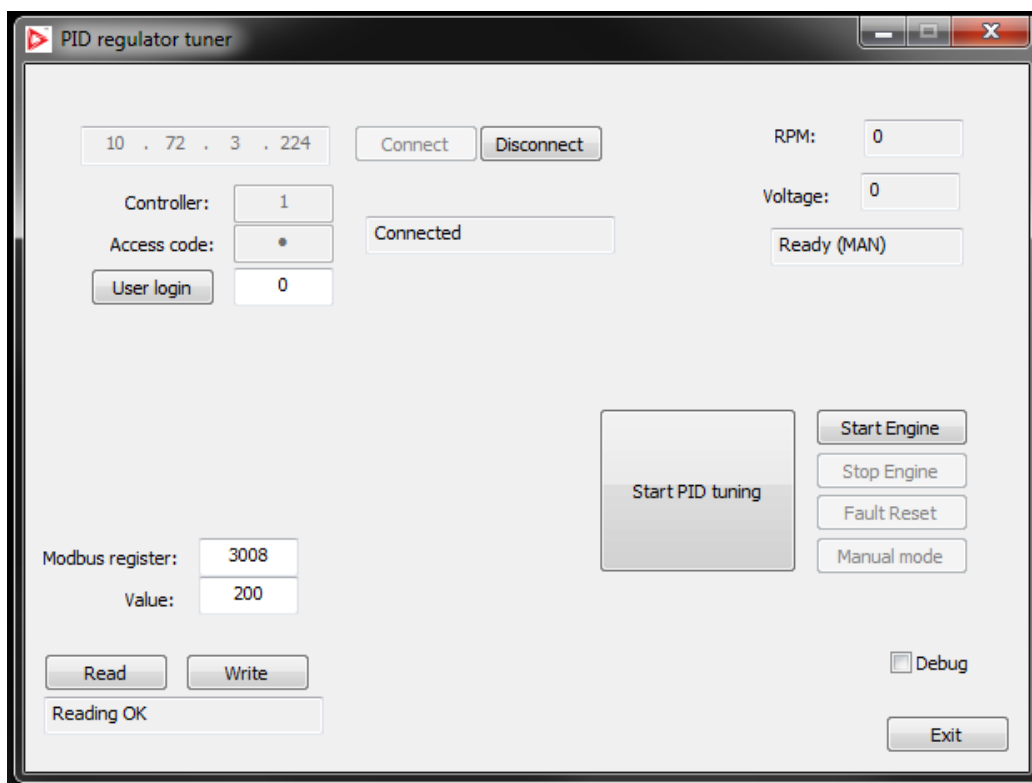 PID regulator tuner
10 . 72 . 3 . 224
Connect
Disconnect
RPM: 0
Controller: 1
Voltage: 0
Access code: •
Connected
Ready (MAN)
User login
0
Start PID tuning
Start Engine
Stop Engine
Fault Reset
Manual mode
Modbus register: 3008
Value: 200
Read
Write
Debug
Reading OK
Exit